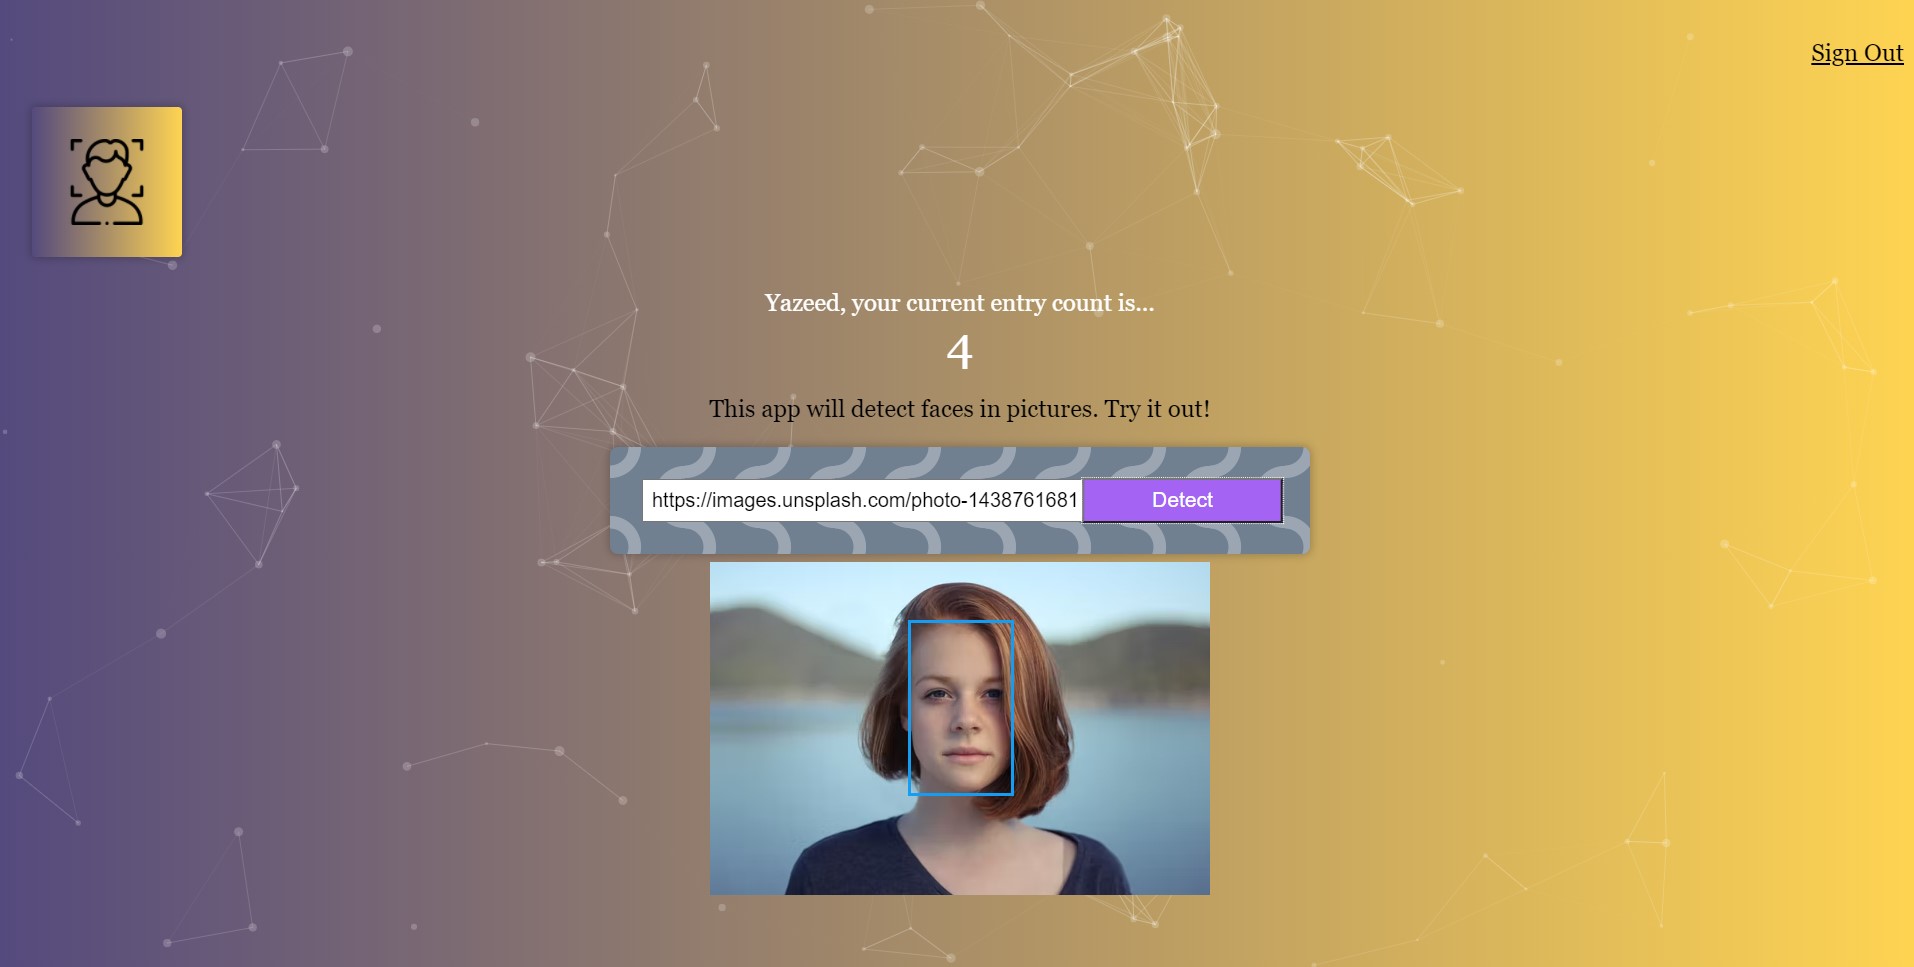 Sign Out
Yazeed, your current entry count is...
4
This app will detect faces in pictures. Try it out!
https://images.unsplash.com/photo-1438761681 Detect